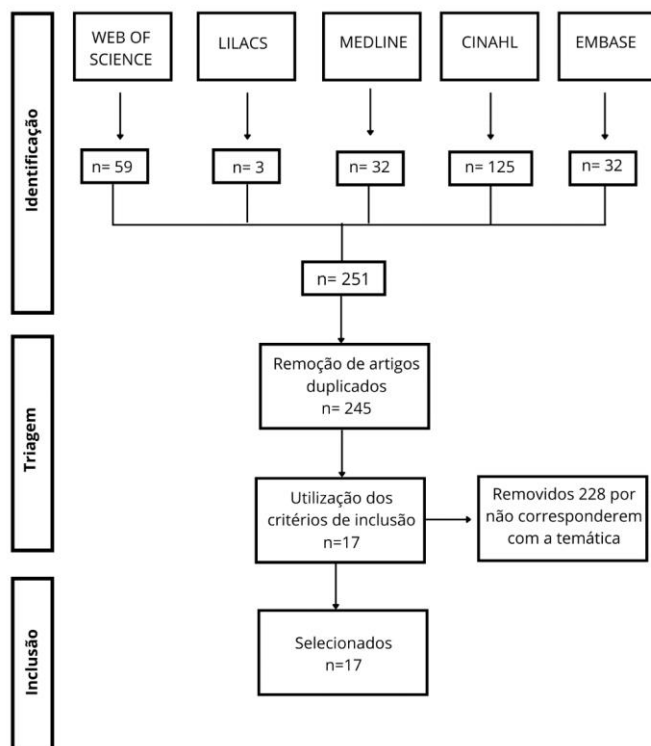 Identificação
WEB OF
SCIENCE
LILACS
MEDLINE
CINAHL
EMBASE
n= 59
n= 3
n= 32
n= 125
n= 32
n= 251
Triagem
Remoção de artigos
duplicados
n= 245
Utilização dos
critérios de inclusão
n=17
Removidos 228 por
não corresponderem
com a temática
Inclusão
Selecionados
n=17